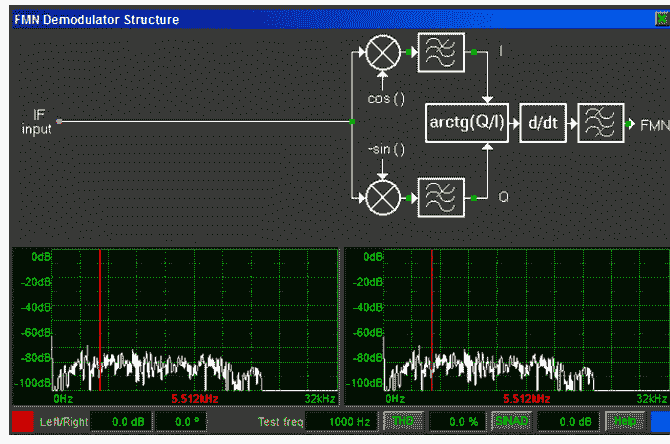 FMN Demodulator Structure
I
cos ()
IF
input
arctg(Q/I)
d/dt
FMN
-sin ()
Q
0dB
-20dB
-40dB
-60dB
-80dB
-100dB
0Hz
5.512kHz
32kHz
0dB
-20dB
-40dB
-60dB
-80dB
-100dB
0Hz
5.512kHz
32kHz
Left/Right 0.0 dB 0.0 ° Test freq 1000 Hz THD 0.0 % SINAD 0.0 dB